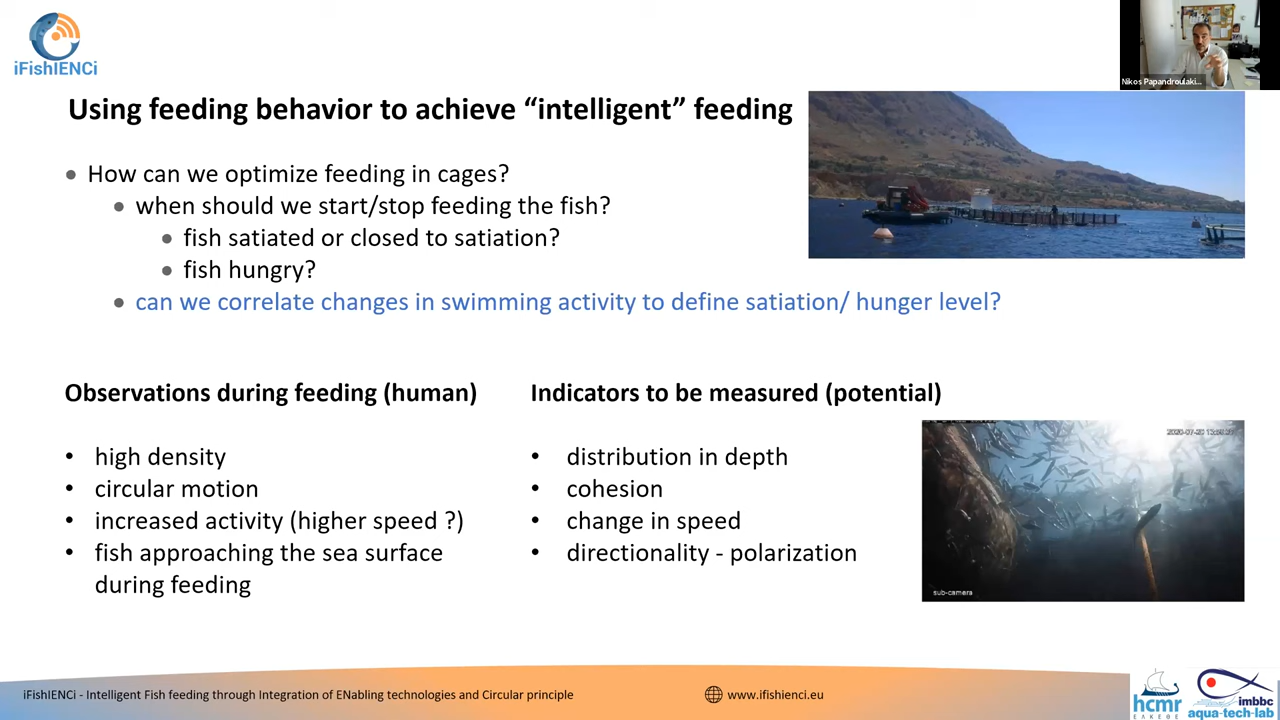 iFishIENCi
Nikos Papandroulaki...
Using feeding behavior to achieve “intelligent” feeding
How can we optimize feeding in cages?
when should we start/stop feeding the fish?
fish satiated or closed to satiation?
fish hungry?
can we correlate changes in swimming activity to define satiation/ hunger level?
Observations during feeding (human)
high density
circular motion
increased activity (higher speed ?)
fish approaching the sea surface
during feeding
Indicators to be measured (potential)
distribution in depth
cohesion
change in speed
directionality - polarization
sub-camera
iFishIENCi - Intelligent Fish feeding through Integration of ENabling technologies and Circular principle
www.ifishienci.eu
hcmr
ΕΛΚΕΘΕ
imbbc
aqua-tech-lab